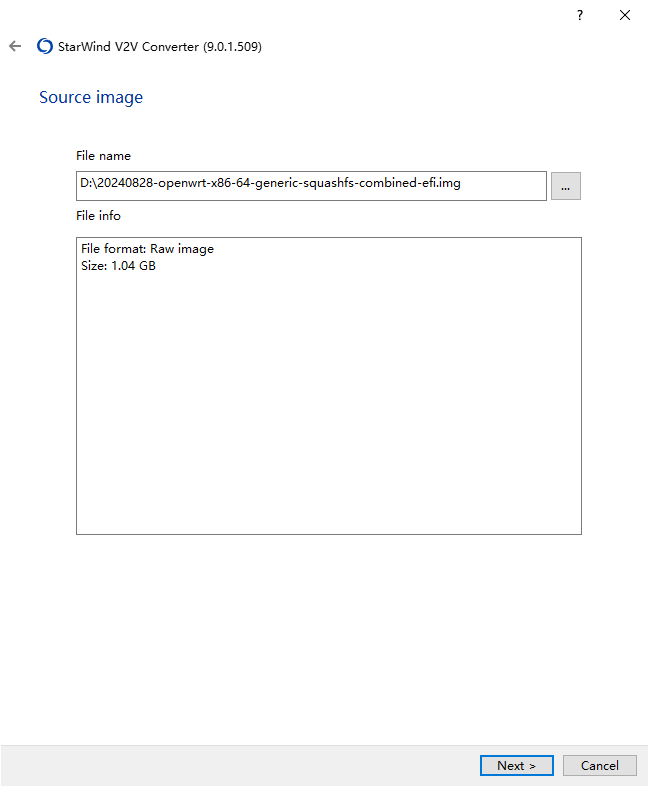 ?
StarWind V2V Converter (9.0.1.509)
Source image
File name
D:\20240828-openwrt-x86-64-generic-squashfs-combined-efi.img
...
File info
File format: Raw image
Size: 1.04 GB
Next >
Cancel